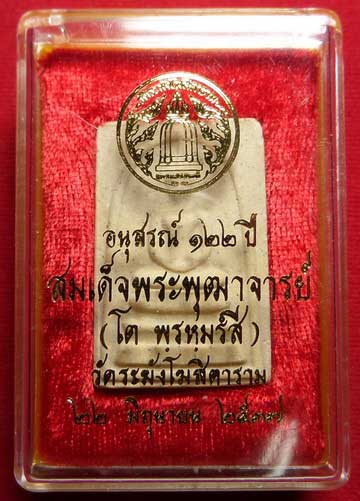 อนุสรณ์ ๑๒๒ ปี
สมเด็จพระพุฒาจารย์
(โต พรหมรํสี)
วัดระฆังโฆสิตาราม
๒๒ มิถุนายน ๒๕๓๗